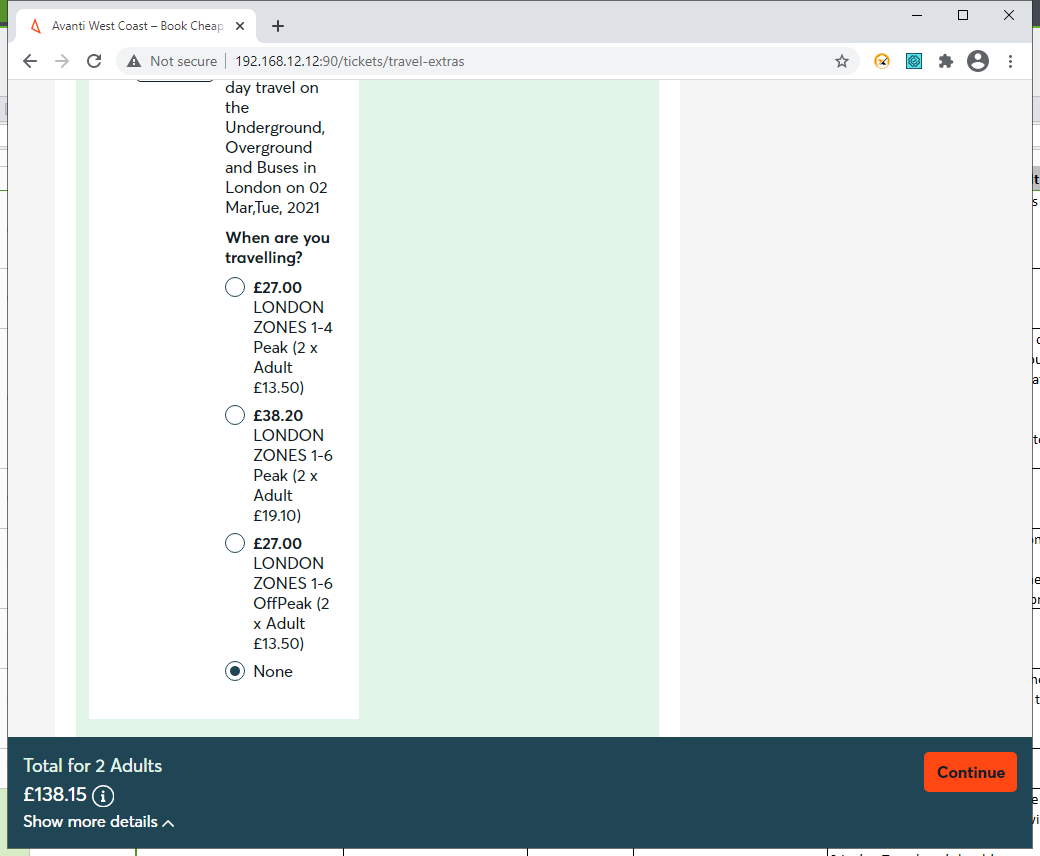 Avanti West Coast – Book Cheap
Not secure
192.168.12.12:90/tickets/travel-extras
day travel on
the
Underground,
Overground
and Buses in
London on 02
Mar,Tue, 2021
When are you
travelling?
£27.00
LONDON
ZONES 1-4
Peak (2 x
Adult
£13.50)
£38.20
LONDON
ZONES 1-6
Peak (2 x
Adult
£19.10)
£27.00
LONDON
ZONES 1-6
OffPeak (2
x Adult
£13.50)
None
Total for 2 Adults
£138.15
Show more details
Continue